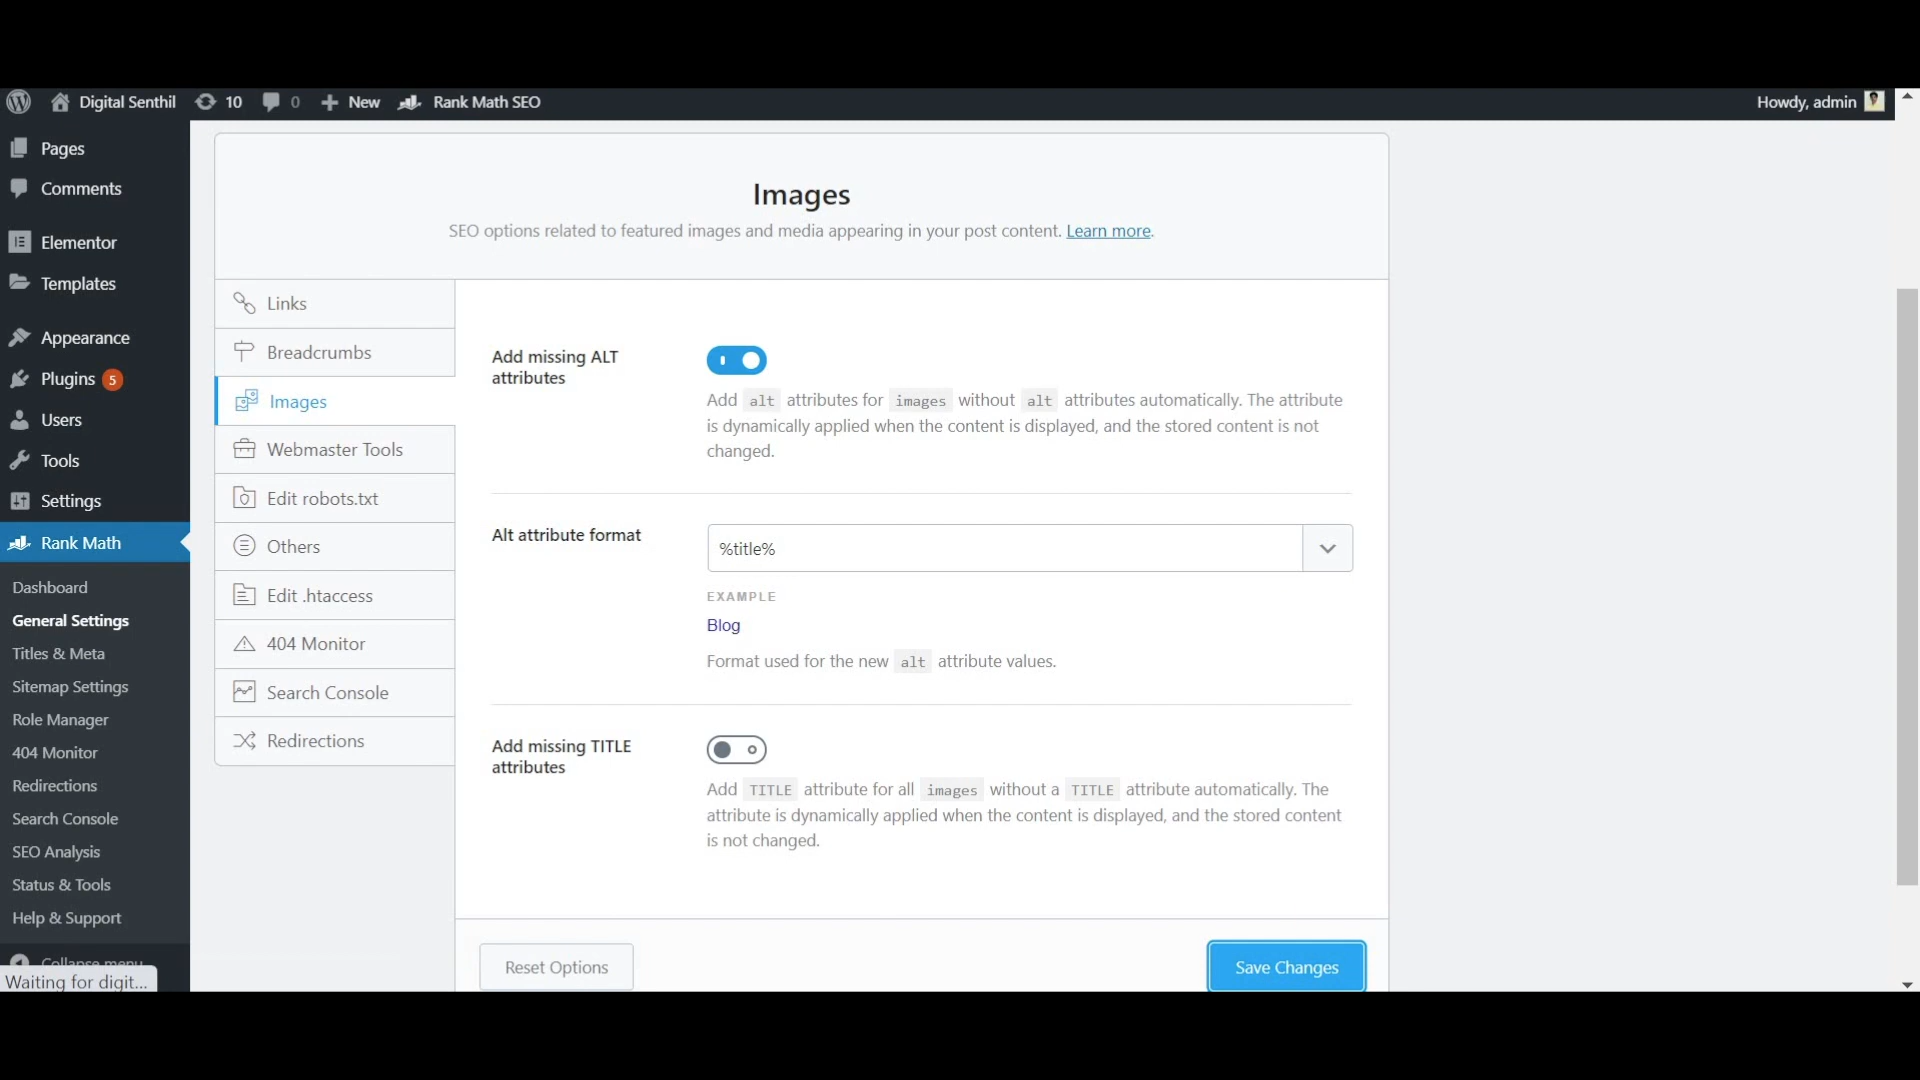 Digital Senthil 10 0 New Rank Math SEO Howdy, admin
Pages
Comments
Elementor
Templates
Appearance
Plugins 5
Users
Tools
Settings
Rank Math
Dashboard
General Settings
Titles & Meta
Sitemap Settings
Role Manager
404 Monitor
Redirections
Search Console
SEO Analysis
Status & Tools
Help & Support
Collapse menu
Waiting for digit...
Images
SEO options related to featured images and media appearing in your post content. Learn more.
Links
Breadcrumbs
Images
Webmaster Tools
Edit robots.txt
Others
Edit .htaccess
404 Monitor
Search Console
Redirections
Add missing ALT
attributes
Add alt attributes for images without alt attributes automatically. The attribute
is dynamically applied when the content is displayed, and the stored content is not
changed.
Alt attribute format
%title%
EXAMPLE
Blog
Format used for the new alt attribute values.
Add missing TITLE
attributes
Add TITLE attribute for all images without a TITLE attribute automatically. The
attribute is dynamically applied when the content is displayed, and the stored content
is not changed.
Reset Options
Save Changes